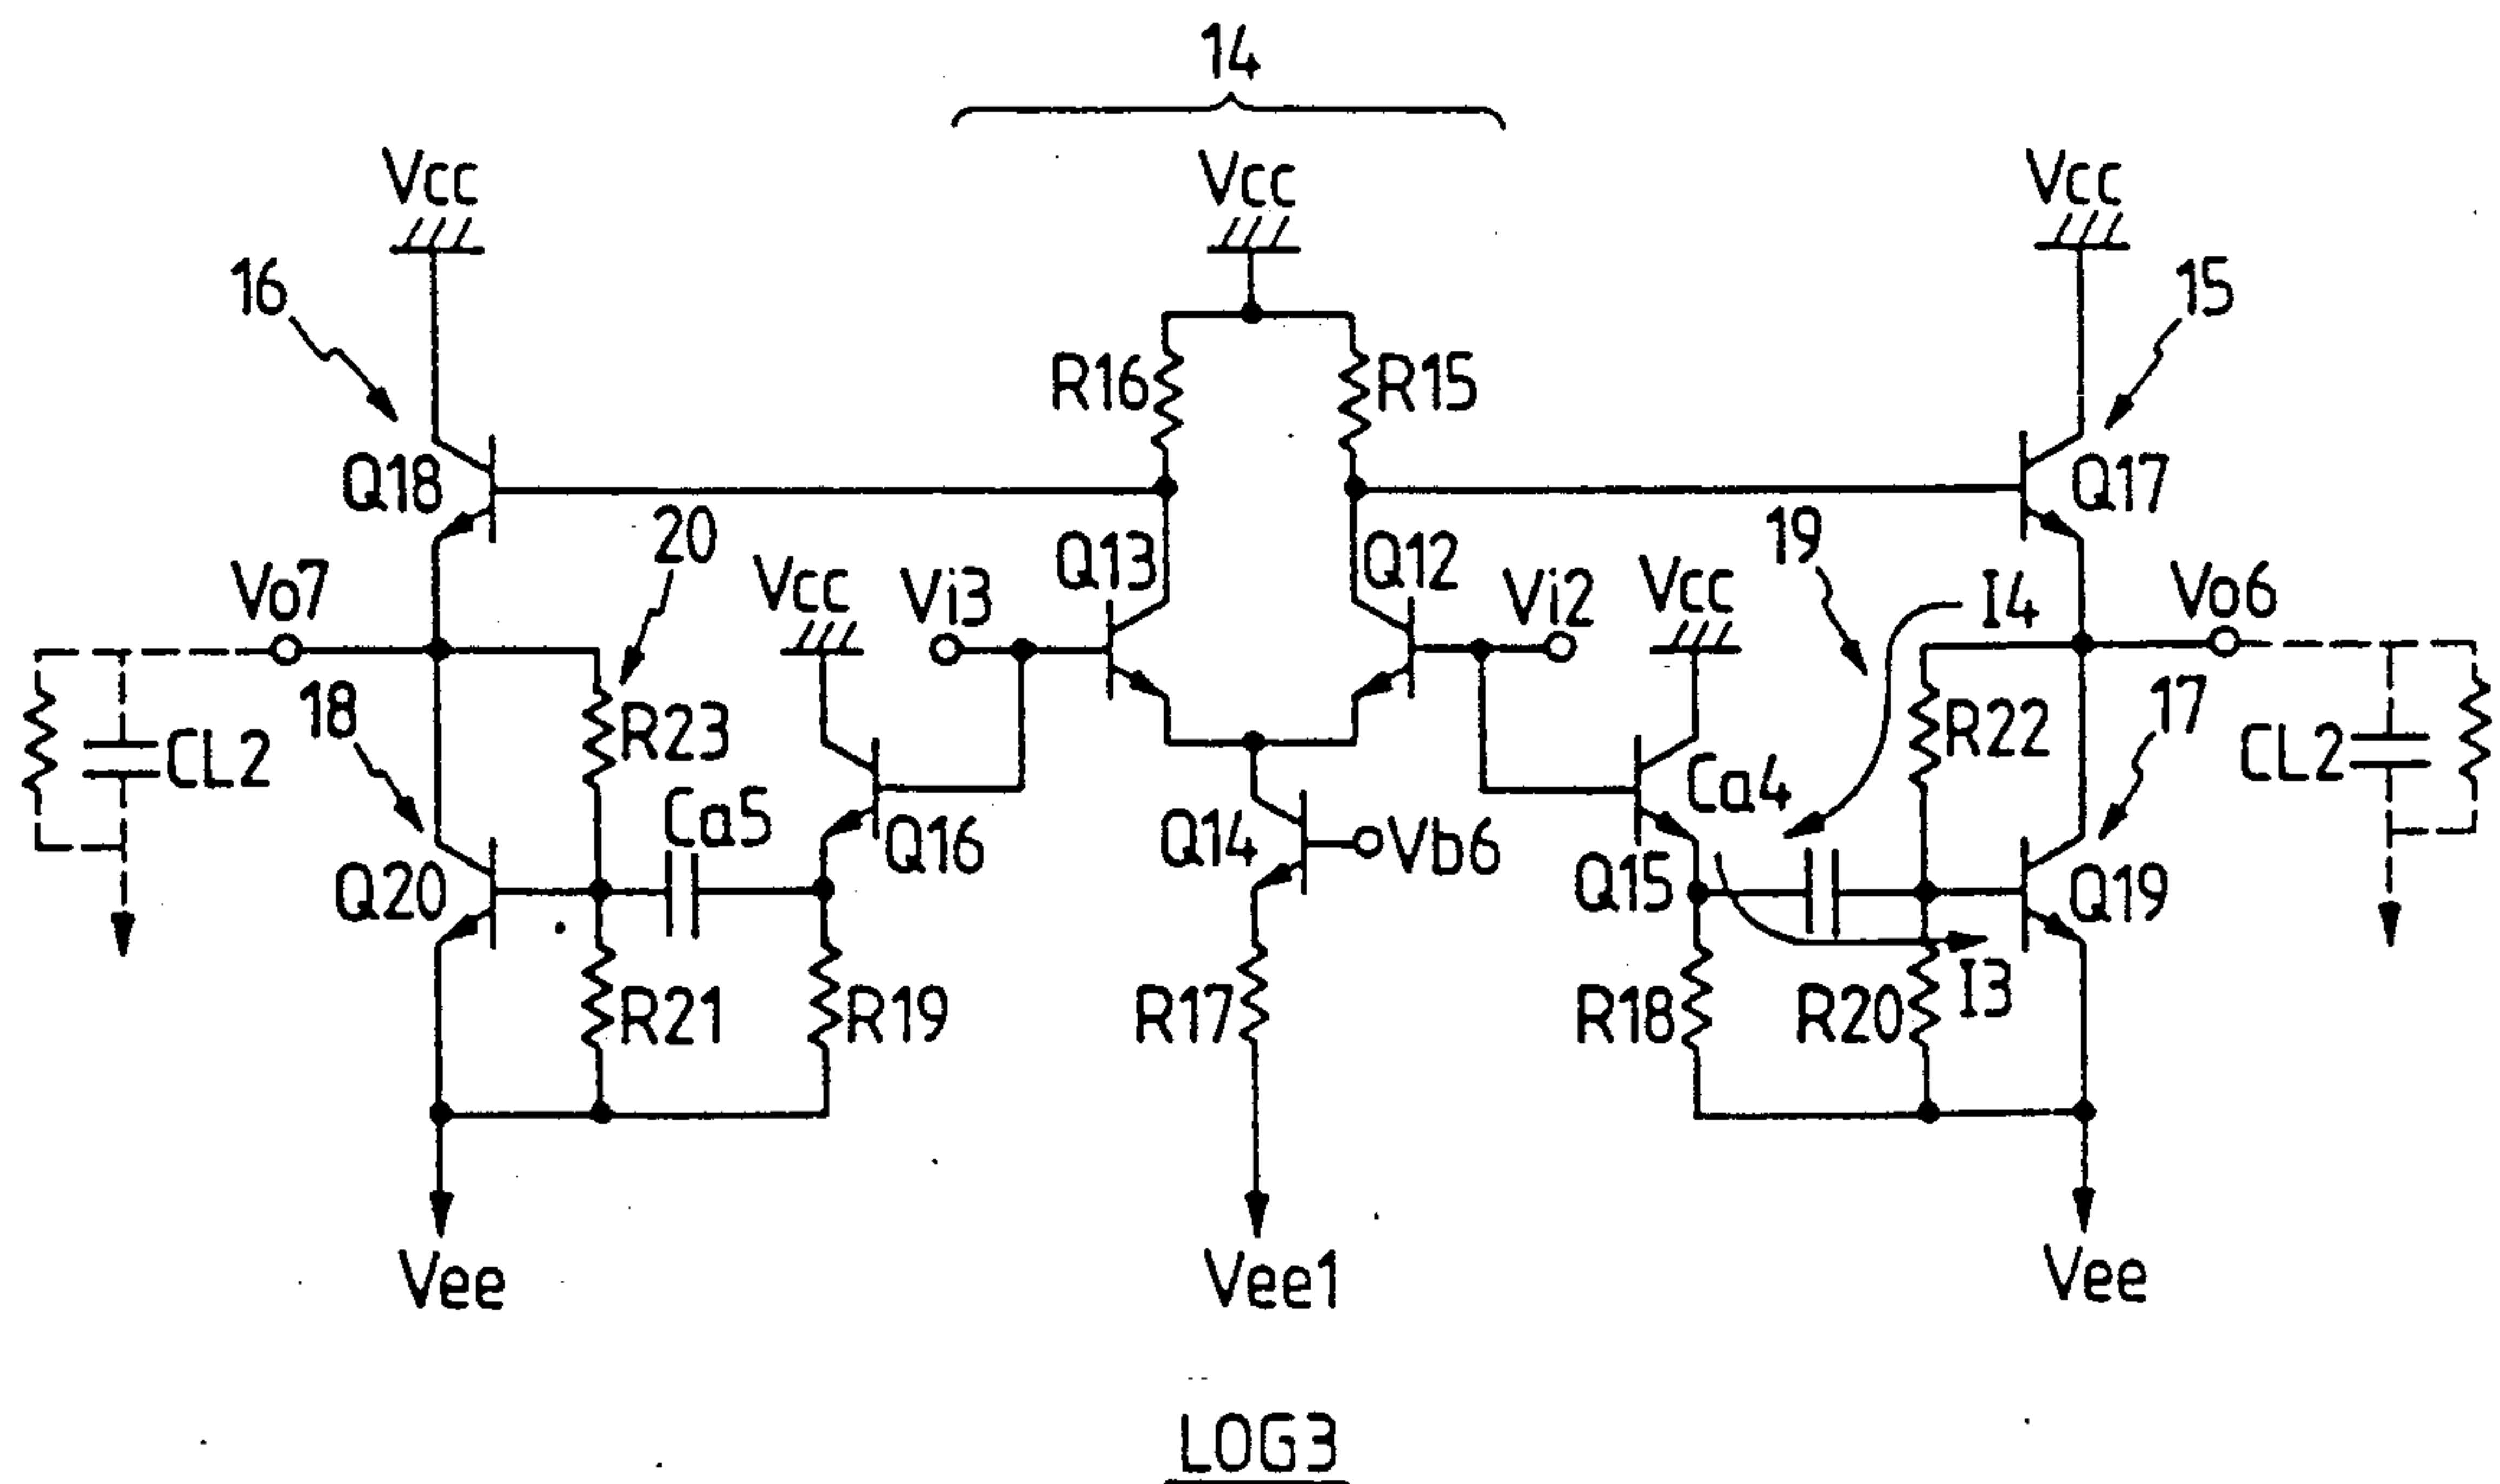 14
Vcc
Vcc
Vcc
16
15
R16
R15
Q18
Q17
20
19
Q13
Q12
Vo7
Vcc
Vi3
Vi2
Vcc
I4
Vo6
18
17
R23
R22
CL2
CL2
Ca5
Ca4
Q16
Q14
Vb6
Q15
Q20
Q19
R21
R19
R17
R18
R20
I3
Vee
Vee1
Vee
LOG3